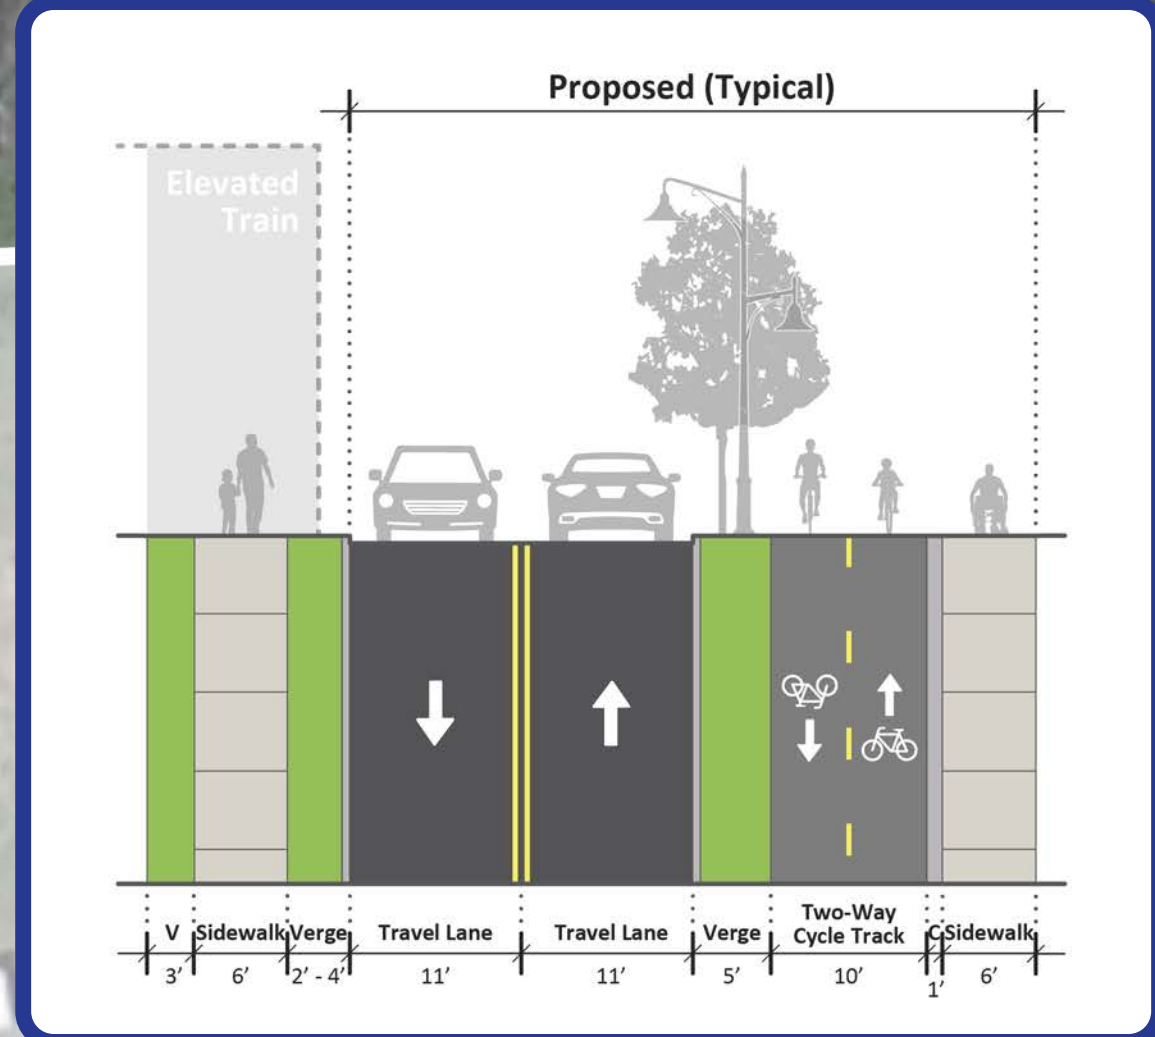 Proposed (Typical)
Elevated
Train
V Sidewalk Verge Travel Lane Travel Lane Verge Two-Way Cycle Track C Sidewalk
3' 6' 2' - 4' 11' 11' 5' 10' 1' 6'